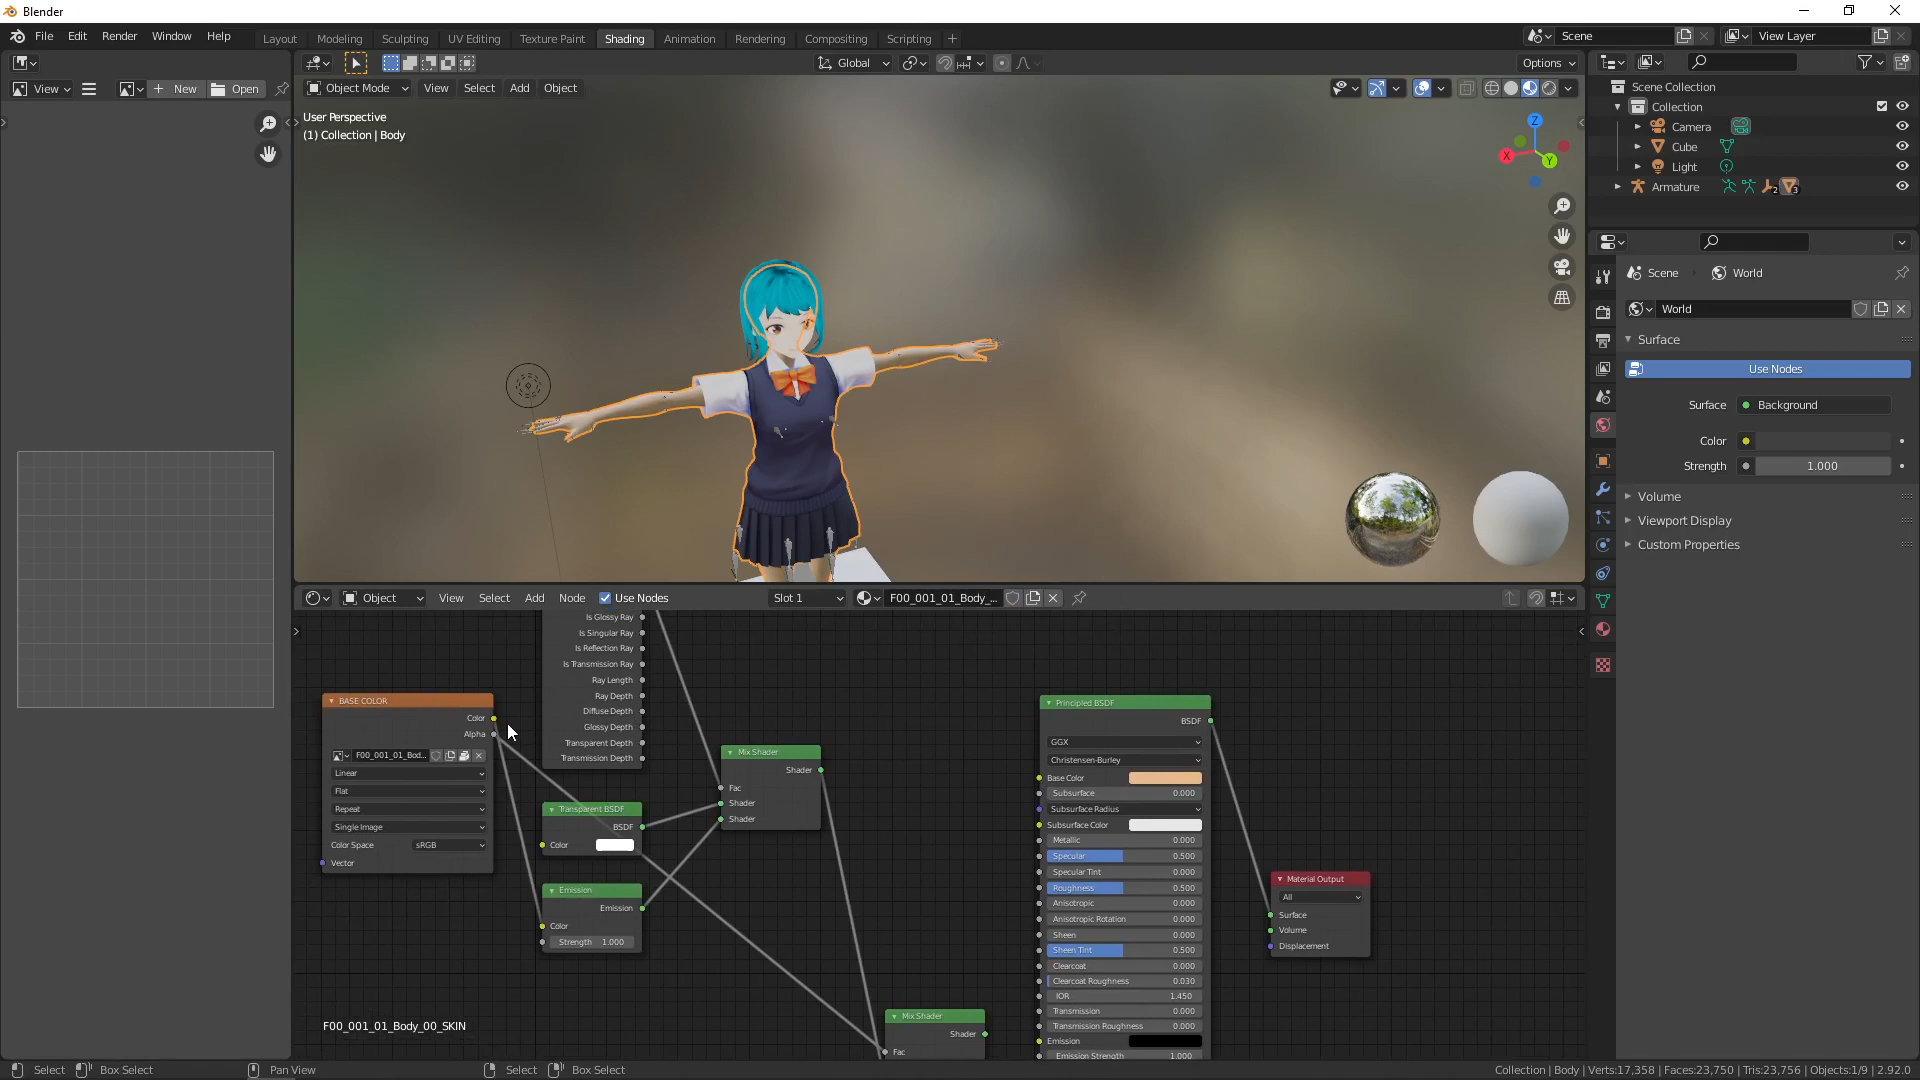 Blender
File Edit Render Window Help
Layout Modeling Sculpting UV Editing Texture Paint Shading Animation Rendering Compositing Scripting +
Scene View Layer
Global Options
View New Open
Object Mode View Select Add Object
User Perspective
(1) Collection | Body
Z
X
Y
Scene Collection
Collection
Camera
Cube
Light
Armature 2 3
Scene World
World
Surface
Use Nodes
Surface Background
Color
Strength 1.000
Volume
Viewport Display
Custom Properties
Object View Select Add Node Use Nodes Slot 1 F00_001_01_Body_...
Is Glossy Ray
Is Singular Ray
Is Reflection Ray
Is Transmission Ray
Ray Length
Ray Depth
Diffuse Depth
Glossy Depth
Transparent Depth
Transmission Depth
BASE COLOR
Color
Alpha
F00_001_01_Bod...
Linear
Flat
Repeat
Single Image
Color Space sRGB
Vector
Transparent BSDF
BSDF
Color
Emission
Emission
Color
Strength 1.000
Mix Shader
Shader
Fac
Shader
Shader
Mix Shader
Shader
Fac
Principled BSDF
BSDF
GGX
Christensen-Burley
Base Color
Subsurface 0.000
Subsurface Radius
Subsurface Color
Metallic 0.000
Specular 0.500
Specular Tint 0.000
Roughness 0.500
Anisotropic 0.000
Anisotropic Rotation 0.000
Sheen 0.000
Sheen Tint 0.500
Clearcoat 0.000
Clearcoat Roughness 0.030
IOR 1.450
Transmission 0.000
Transmission Roughness 0.000
Emission
Emission Strength 1.000
Material Output
All
Surface
Volume
Displacement
F00_001_01_Body_00_SKIN
Select Box Select Pan View Select Box Select
Collection | Body | Verts:17,358 | Faces:23,750 | Tris:23,756 | Objects:1/9 | 2.92.0